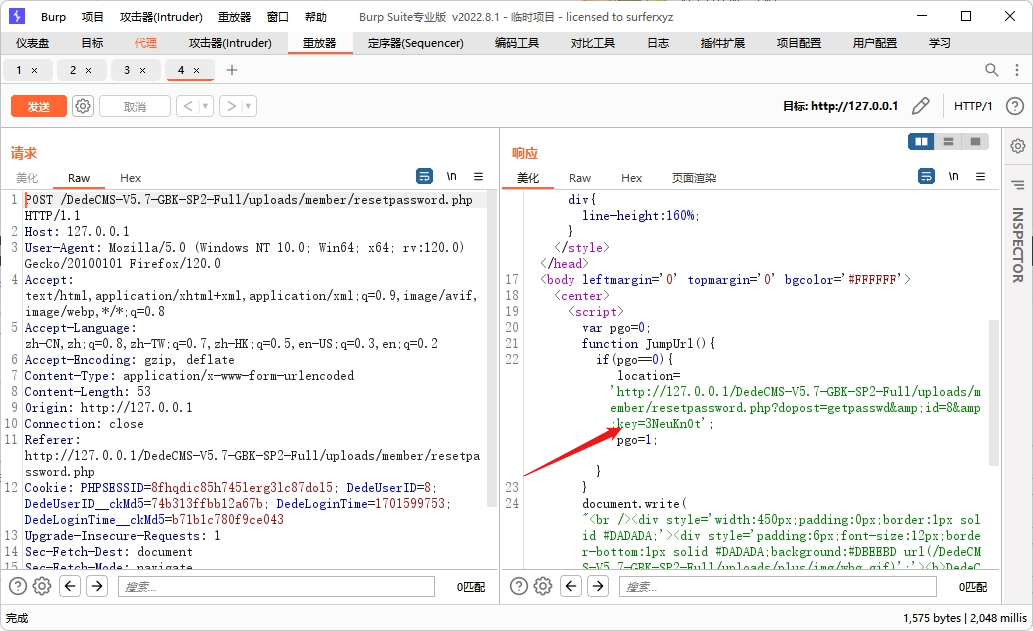 Burp 项目 攻击器(Intruder) 重放器 窗口 帮助 Burp Suite专业版 v2022.8.1 - 临时项目 - licensed to surferxyz
仪表盘 目标 代理 攻击器(Intruder) 重放器 定序器(Sequencer) 编码工具 对比工具 日志 插件扩展 项目配置 用户配置 学习
1 × 2 × 3 × 4 × +
发送 取消 < > 目标: http://127.0.0.1 HTTP/1
请求
美化 Raw Hex \n
1 POST /DedeCMS-V5.7-GBK-SP2-Full/uploads/member/resetpassword.php
HTTP/1.1
2 Host: 127.0.0.1
3 User-Agent: Mozilla/5.0 (Windows NT 10.0; Win64; x64; rv:120.0)
Gecko/20100101 Firefox/120.0
4 Accept:
text/html,application/xhtml+xml,application/xml;q=0.9,image/avif,
image/webp,*/*;q=0.8
5 Accept-Language:
zh-CN,zh;q=0.8,zh-TW;q=0.7,zh-HK;q=0.5,en-US;q=0.3,en;q=0.2
6 Accept-Encoding: gzip, deflate
7 Content-Type: application/x-www-form-urlencoded
8 Content-Length: 53
9 Origin: http://127.0.0.1
10 Connection: close
11 Referer:
http://127.0.0.1/DedeCMS-V5.7-GBK-SP2-Full/uploads/member/resetpa
ssword.php
12 Cookie: PHPSESSID=8fhqdic85h745lerg31c87dol5; DedeUserID=8;
DedeUserID__ckMd5=74b313ffbb12a67b; DedeLoginTime=1701599753;
DedeLoginTime__ckMd5=b71b1c780f9ce043
13 Upgrade-Insecure-Requests: 1
14 Sec-Fetch-Dest: document
15 Sec-Fetch-Mode: navigate
搜索... 0匹配
响应
美化 Raw Hex 页面渲染 \n
div{
line-height:160%;
}
</style>
</head>
17 <body leftmargin='0' topmargin='0' bgcolor='#FFFFFF'>
18 <center>
19 <script>
20 var pgo=0;
21 function JumpUrl(){
22 if(pgo==0){
location=
'http://127.0.0.1/DedeCMS-V5.7-GBK-SP2-Full/uploads/m
ember/resetpassword.php?dopost=getpasswd&amp;id=8&amp
;key=3NeuKn0t';
pgo=1;
}
23 }
24 document.write(
"<br /><div style='width:450px;padding:0px;border:1px sol
id #DADADA;'><div style='padding:6px;font-size:12px;borde
r-bottom:1px solid #DADADA;background:#DBEEBD url(/DedeCM
S-V5.7-GBK-SP2-Full/uploads/plus/img/wbg.gif)';'><b>DedeC
搜索... 0匹配
INSPECTOR
完成 1,575 bytes | 2,048 millis